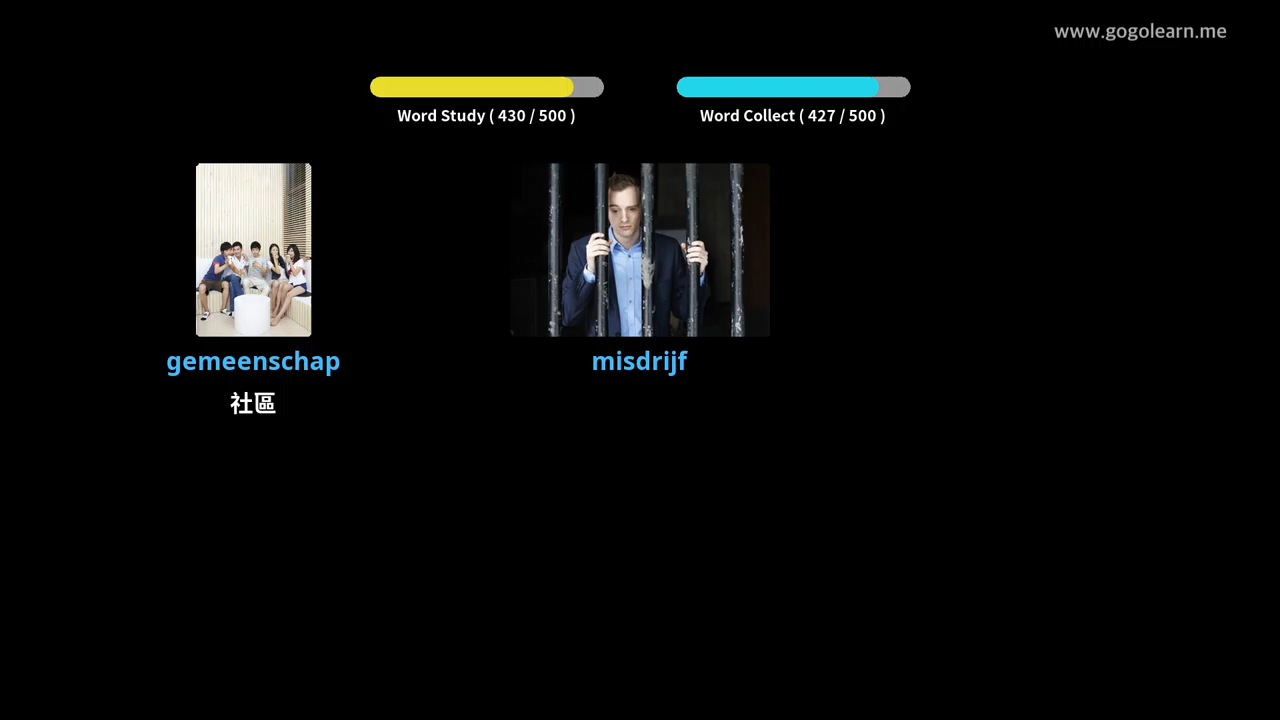 www.gogolearn.me
Word Study ( 430 / 500 )
Word Collect ( 427 / 500 )
gemeenschap
misdrijf
社區